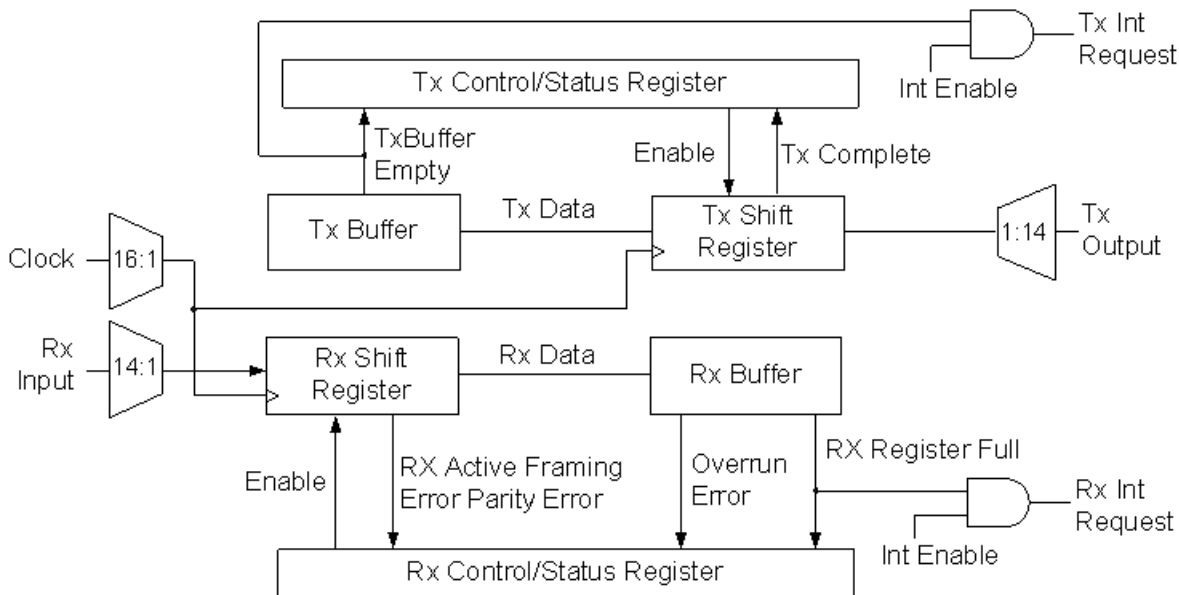 Tx Int
Request
Int Enable
Tx Control/Status Register
TxBuffer
Empty
Enable
Tx Complete
Tx Buffer
Tx Data
Tx Shift
Register
1:14
Tx
Output
Clock
16:1
Rx
Input
14:1
Rx Shift
Register
Rx Data
Rx Buffer
Enable
RX Active Framing
Error Parity Error
Overrun
Error
RX Register Full
Rx Int
Request
Int Enable
Rx Control/Status Register